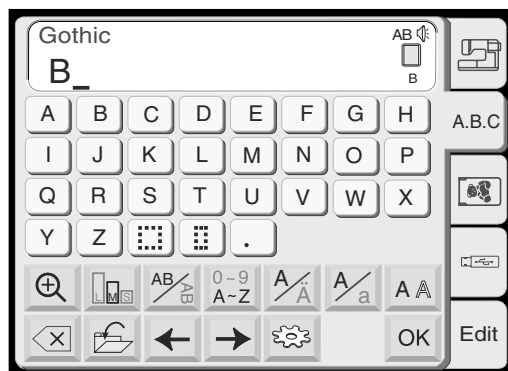 Gothic
AB
B_
B
A B C D E F G H
A.B.C
I J K L M N O P
Q R S T U V W X
Y Z .
L M S
AB/AB
0~9
A~Z
A/Ä
A/a
A A
OK
Edit